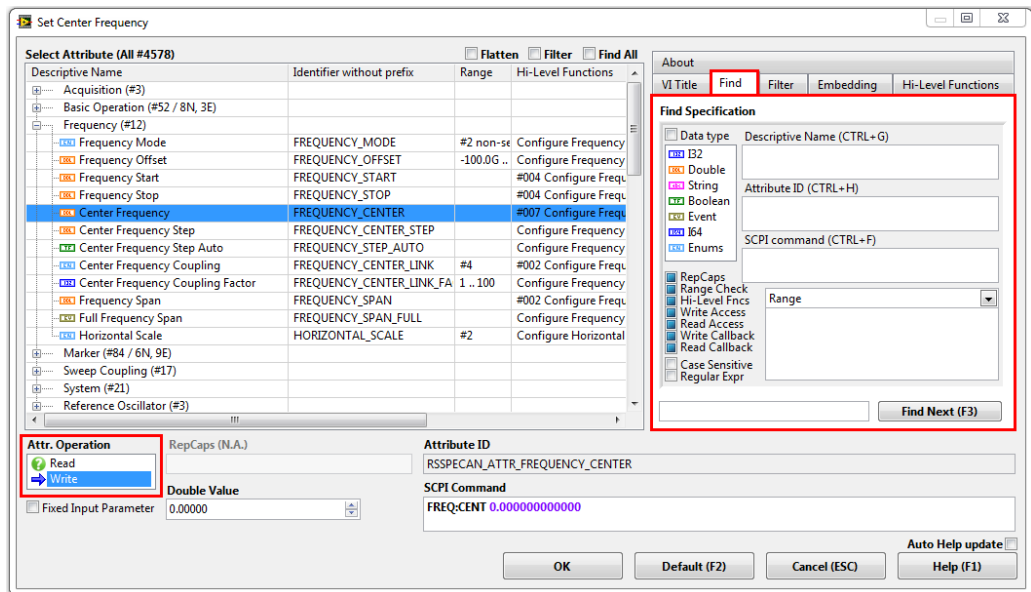 Set Center Frequency
Select Attribute (All #4578) Flatten Filter Find All
Descriptive Name Identifier without prefix Range Hi-Level Functions
Acquisition (#3)
Basic Operation (#52 / 8N, 3E)
Frequency (#12)
Frequency Mode FREQUENCY_MODE #2 non-se Configure Frequency
Frequency Offset FREQUENCY_OFFSET -100.0G .. Configure Frequency
Frequency Start FREQUENCY_START #004 Configure Frequ
Frequency Stop FREQUENCY_STOP #004 Configure Frequ
Center Frequency FREQUENCY_CENTER #007 Configure Frequ
Center Frequency Step FREQUENCY_CENTER_STEP Configure Frequency
Center Frequency Step Auto FREQUENCY_STEP_AUTO Configure Frequency
Center Frequency Coupling FREQUENCY_CENTER_LINK #4 #002 Configure Frequ
Center Frequency Coupling Factor FREQUENCY_CENTER_LINK_FA 1 .. 100 Configure Frequency
Frequency Span FREQUENCY_SPAN #002 Configure Frequ
Full Frequency Span FREQUENCY_SPAN_FULL Configure Frequency
Horizontal Scale HORIZONTAL_SCALE #2 Configure Horizontal
Marker (#84 / 6N, 9E)
Sweep Coupling (#17)
System (#21)
Reference Oscillator (#3)
About
VI Title Find Filter Embedding Hi-Level Functions
Find Specification
Data type Descriptive Name (CTRL+G)
I32
Double
String
Boolean
Event
I64
Enums
Attribute ID (CTRL+H)
SCPI command (CTRL+F)
RepCaps
Range Check
Hi-Level Fncs
Write Access
Read Access
Write Callback
Read Callback
Range
Case Sensitive
Regular Expr
Find Next (F3)
Attr. Operation
Read
Write
Fixed Input Parameter
RepCaps (N.A.)
Double Value
0.00000
Attribute ID
RSSPECAN_ATTR_FREQUENCY_CENTER
SCPI Command
FREQ:CENT 0.000000000000
Auto Help update
OK Default (F2) Cancel (ESC) Help (F1)